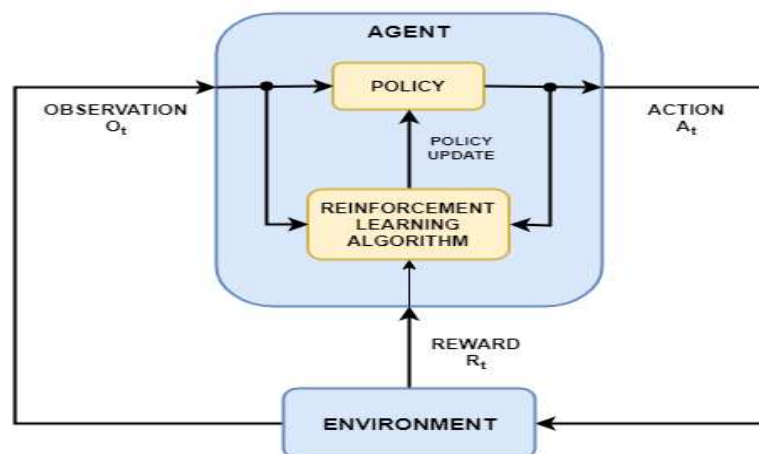 AGENT
OBSERVATION
Oₜ
POLICY
ACTION
Aₜ
POLICY
UPDATE
REINFORCEMENT
LEARNING
ALGORITHM
REWARD
Rₜ
ENVIRONMENT